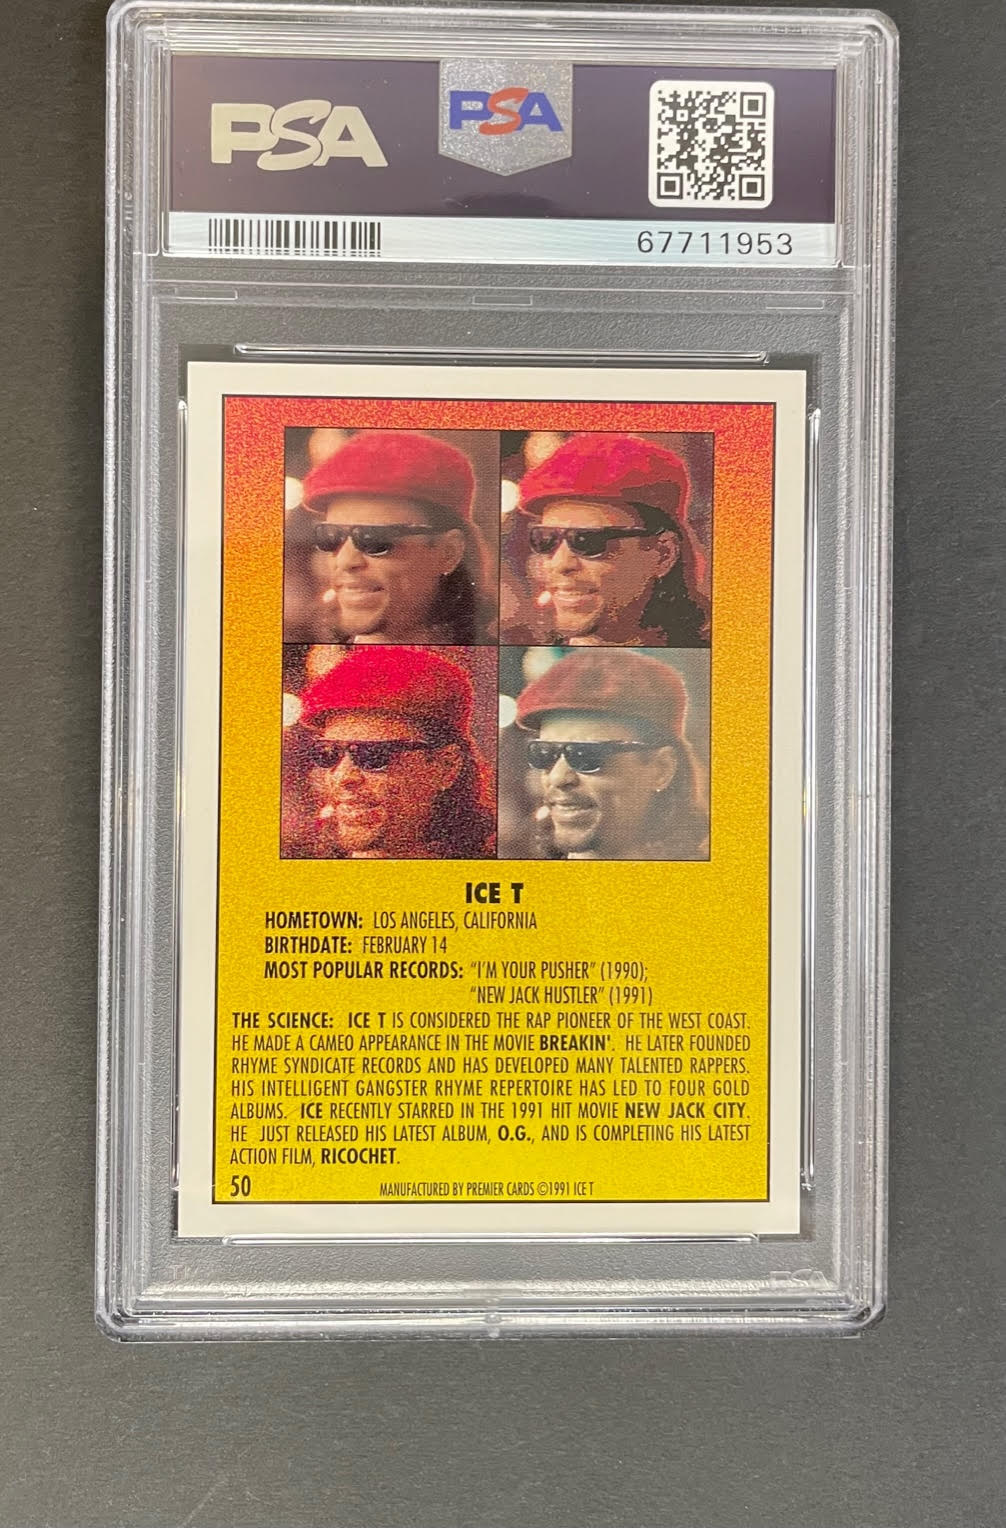 PSA PSA
67711953
ICE T
HOMETOWN: LOS ANGELES, CALIFORNIA
BIRTHDATE: FEBRUARY 14
MOST POPULAR RECORDS: "I'M YOUR PUSHER" (1990);
"NEW JACK HUSTLER" (1991)
THE SCIENCE: ICE T IS CONSIDERED THE RAP PIONEER OF THE WEST COAST.
HE MADE A CAMEO APPEARANCE IN THE MOVIE BREAKIN'. HE LATER FOUNDED
RHYME SYNDICATE RECORDS AND HAS DEVELOPED MANY TALENTED RAPPERS.
HIS INTELLIGENT GANGSTER RHYME REPERTOIRE HAS LED TO FOUR GOLD
ALBUMS. ICE RECENTLY STARRED IN THE 1991 HIT MOVIE NEW JACK CITY.
HE JUST RELEASED HIS LATEST ALBUM, O.G., AND IS COMPLETING HIS LATEST
ACTION FILM, RICOCHET.
50 MANUFACTURED BY PREMIER CARDS ©1991 ICE T
PSA